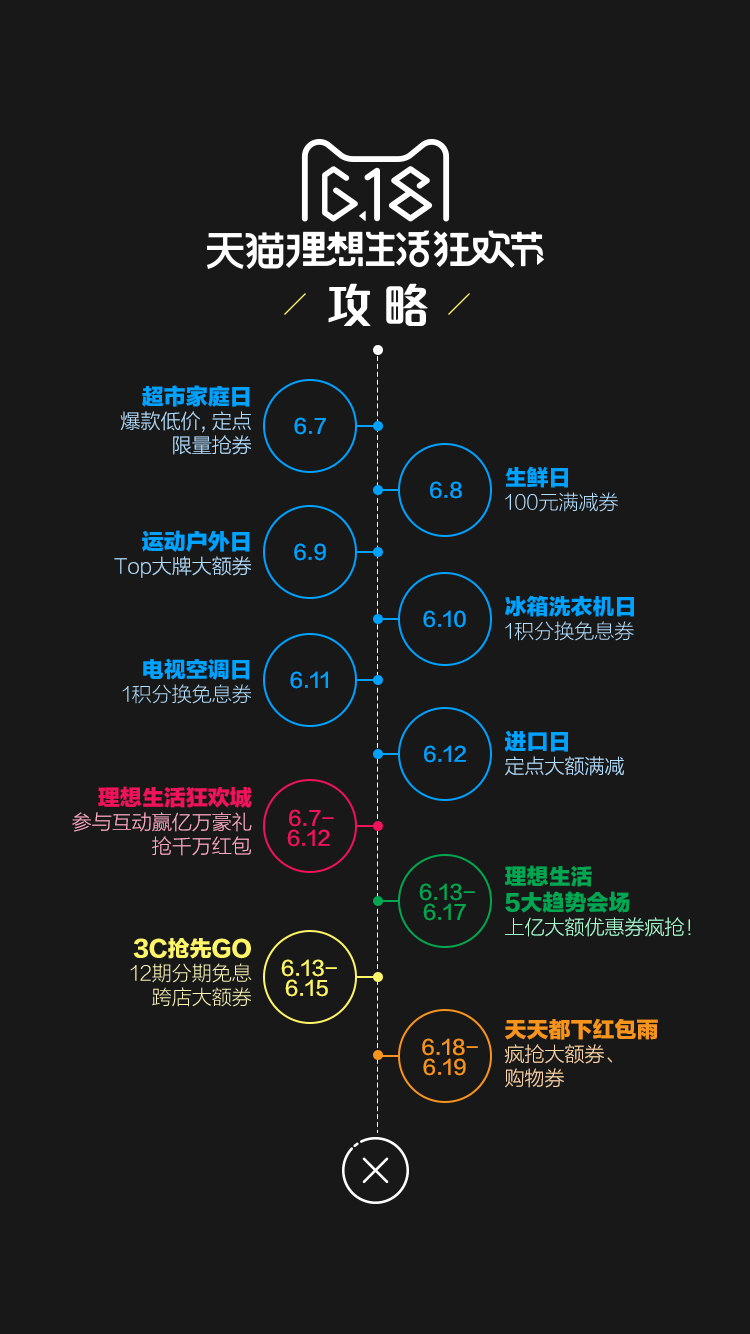 6.18
天猫理想生活狂欢节
攻略
超市家庭日
爆款低价, 定点
限量抢券
6.7
6.8
生鲜日
100元满减券
运动户外日
Top大牌大额券
6.9
6.10
冰箱洗衣机日
1积分换免息券
电视空调日
1积分换免息券
6.11
6.12
进口日
定点大额满减
理想生活狂欢城
参与互动赢亿万豪礼
抢千万红包
6.7–
6.12
6.13–
6.17
理想生活
5大趋势会场
上亿大额优惠券疯抢!
3C抢先GO
12期分期免息
跨店大额券
6.13–
6.15
6.18–
6.19
天天都下红包雨
疯抢大额券、
购物券